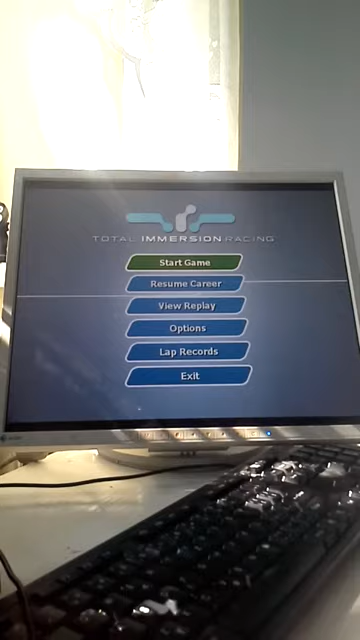 TOTAL IMMERSION RACING
Start Game
Resume Career
View Replay
Options
Lap Records
Exit